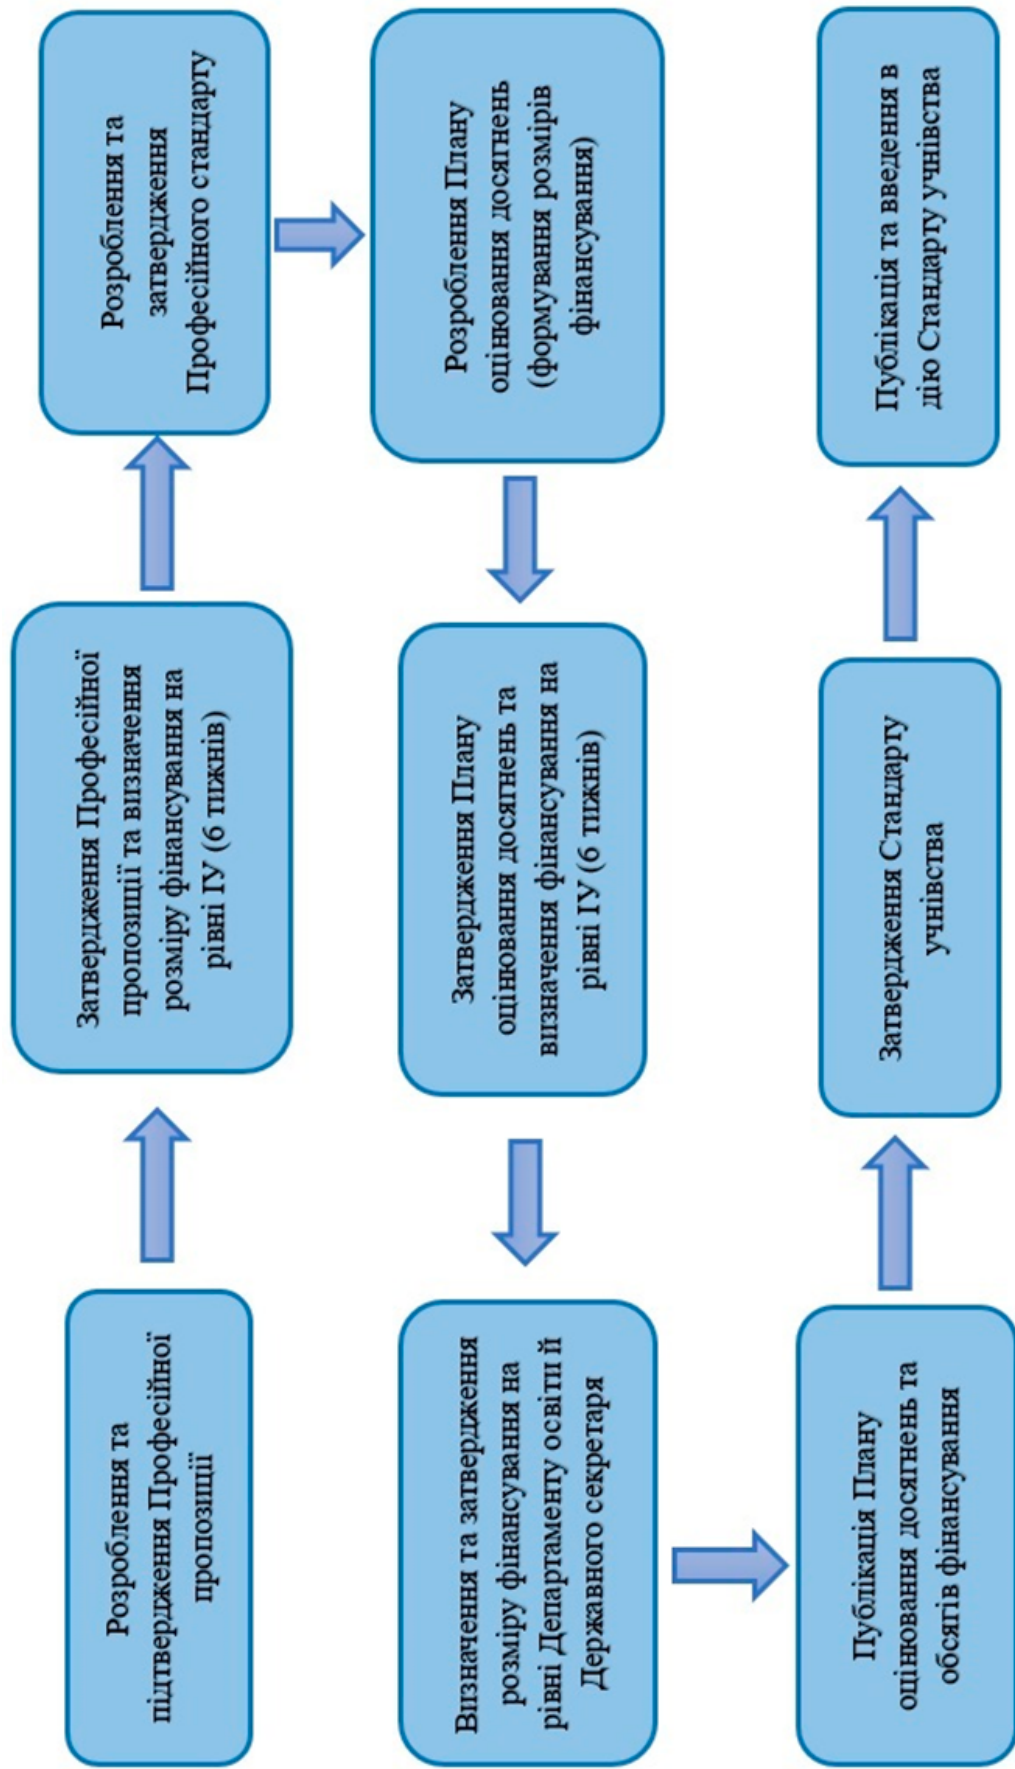 Розроблення та
підтвердження Професійної
пропозиції
Затвердження Професійної
пропозиції та визначення
розміру фінансування на
рівні ІУ (6 тижнів)
Розроблення та
затвердження
Професійного стандарту
Розроблення Плану
оцінювання досягнень
(формування розмірів
фінансування)
Затвердження Плану
оцінювання досягнень та
визначення фінансування на
рівні ІУ (6 тижнів)
Визначення та затвердження
розміру фінансування на
рівні Департаменту освіти й
Державного секретаря
Публікація Плану
оцінювання досягнень та
обсягів фінансування
Затвердження Стандарту
учнівства
Публікація та введення в
дію Стандарту учнівства